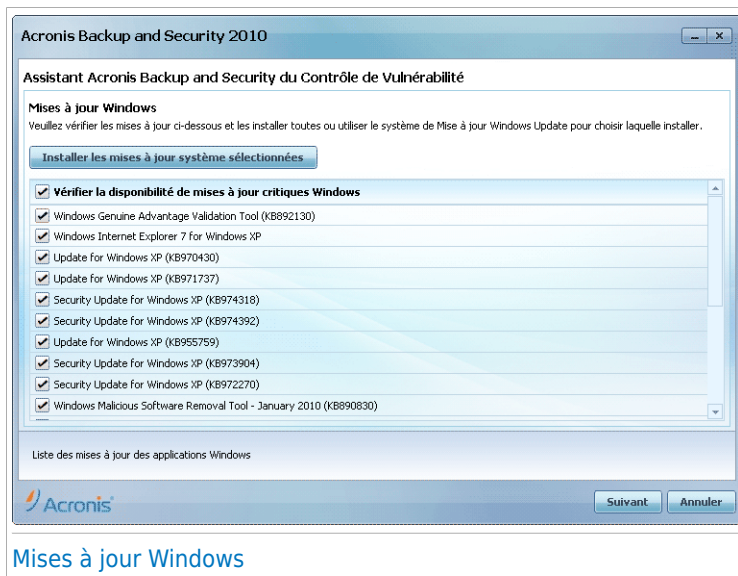 Acronis Backup and Security 2010
Assistant Acronis Backup and Security du Contrôle de Vulnérabilité
Mises à jour Windows
Veuillez vérifier les mises à jour ci-dessous et les installer toutes ou utiliser le système de Mise à jour Windows Update pour choisir laquelle installer.
Installer les mises à jour système sélectionnées
Vérifier la disponibilité de mises à jour critiques Windows
Windows Genuine Advantage Validation Tool (KB892130)
Windows Internet Explorer 7 for Windows XP
Update for Windows XP (KB970430)
Update for Windows XP (KB971737)
Security Update for Windows XP (KB974318)
Security Update for Windows XP (KB974392)
Update for Windows XP (KB955759)
Security Update for Windows XP (KB973904)
Security Update for Windows XP (KB972270)
Windows Malicious Software Removal Tool - January 2010 (KB890830)
Liste des mises à jour des applications Windows
Acronis
Suivant
Annuler
Mises à jour Windows